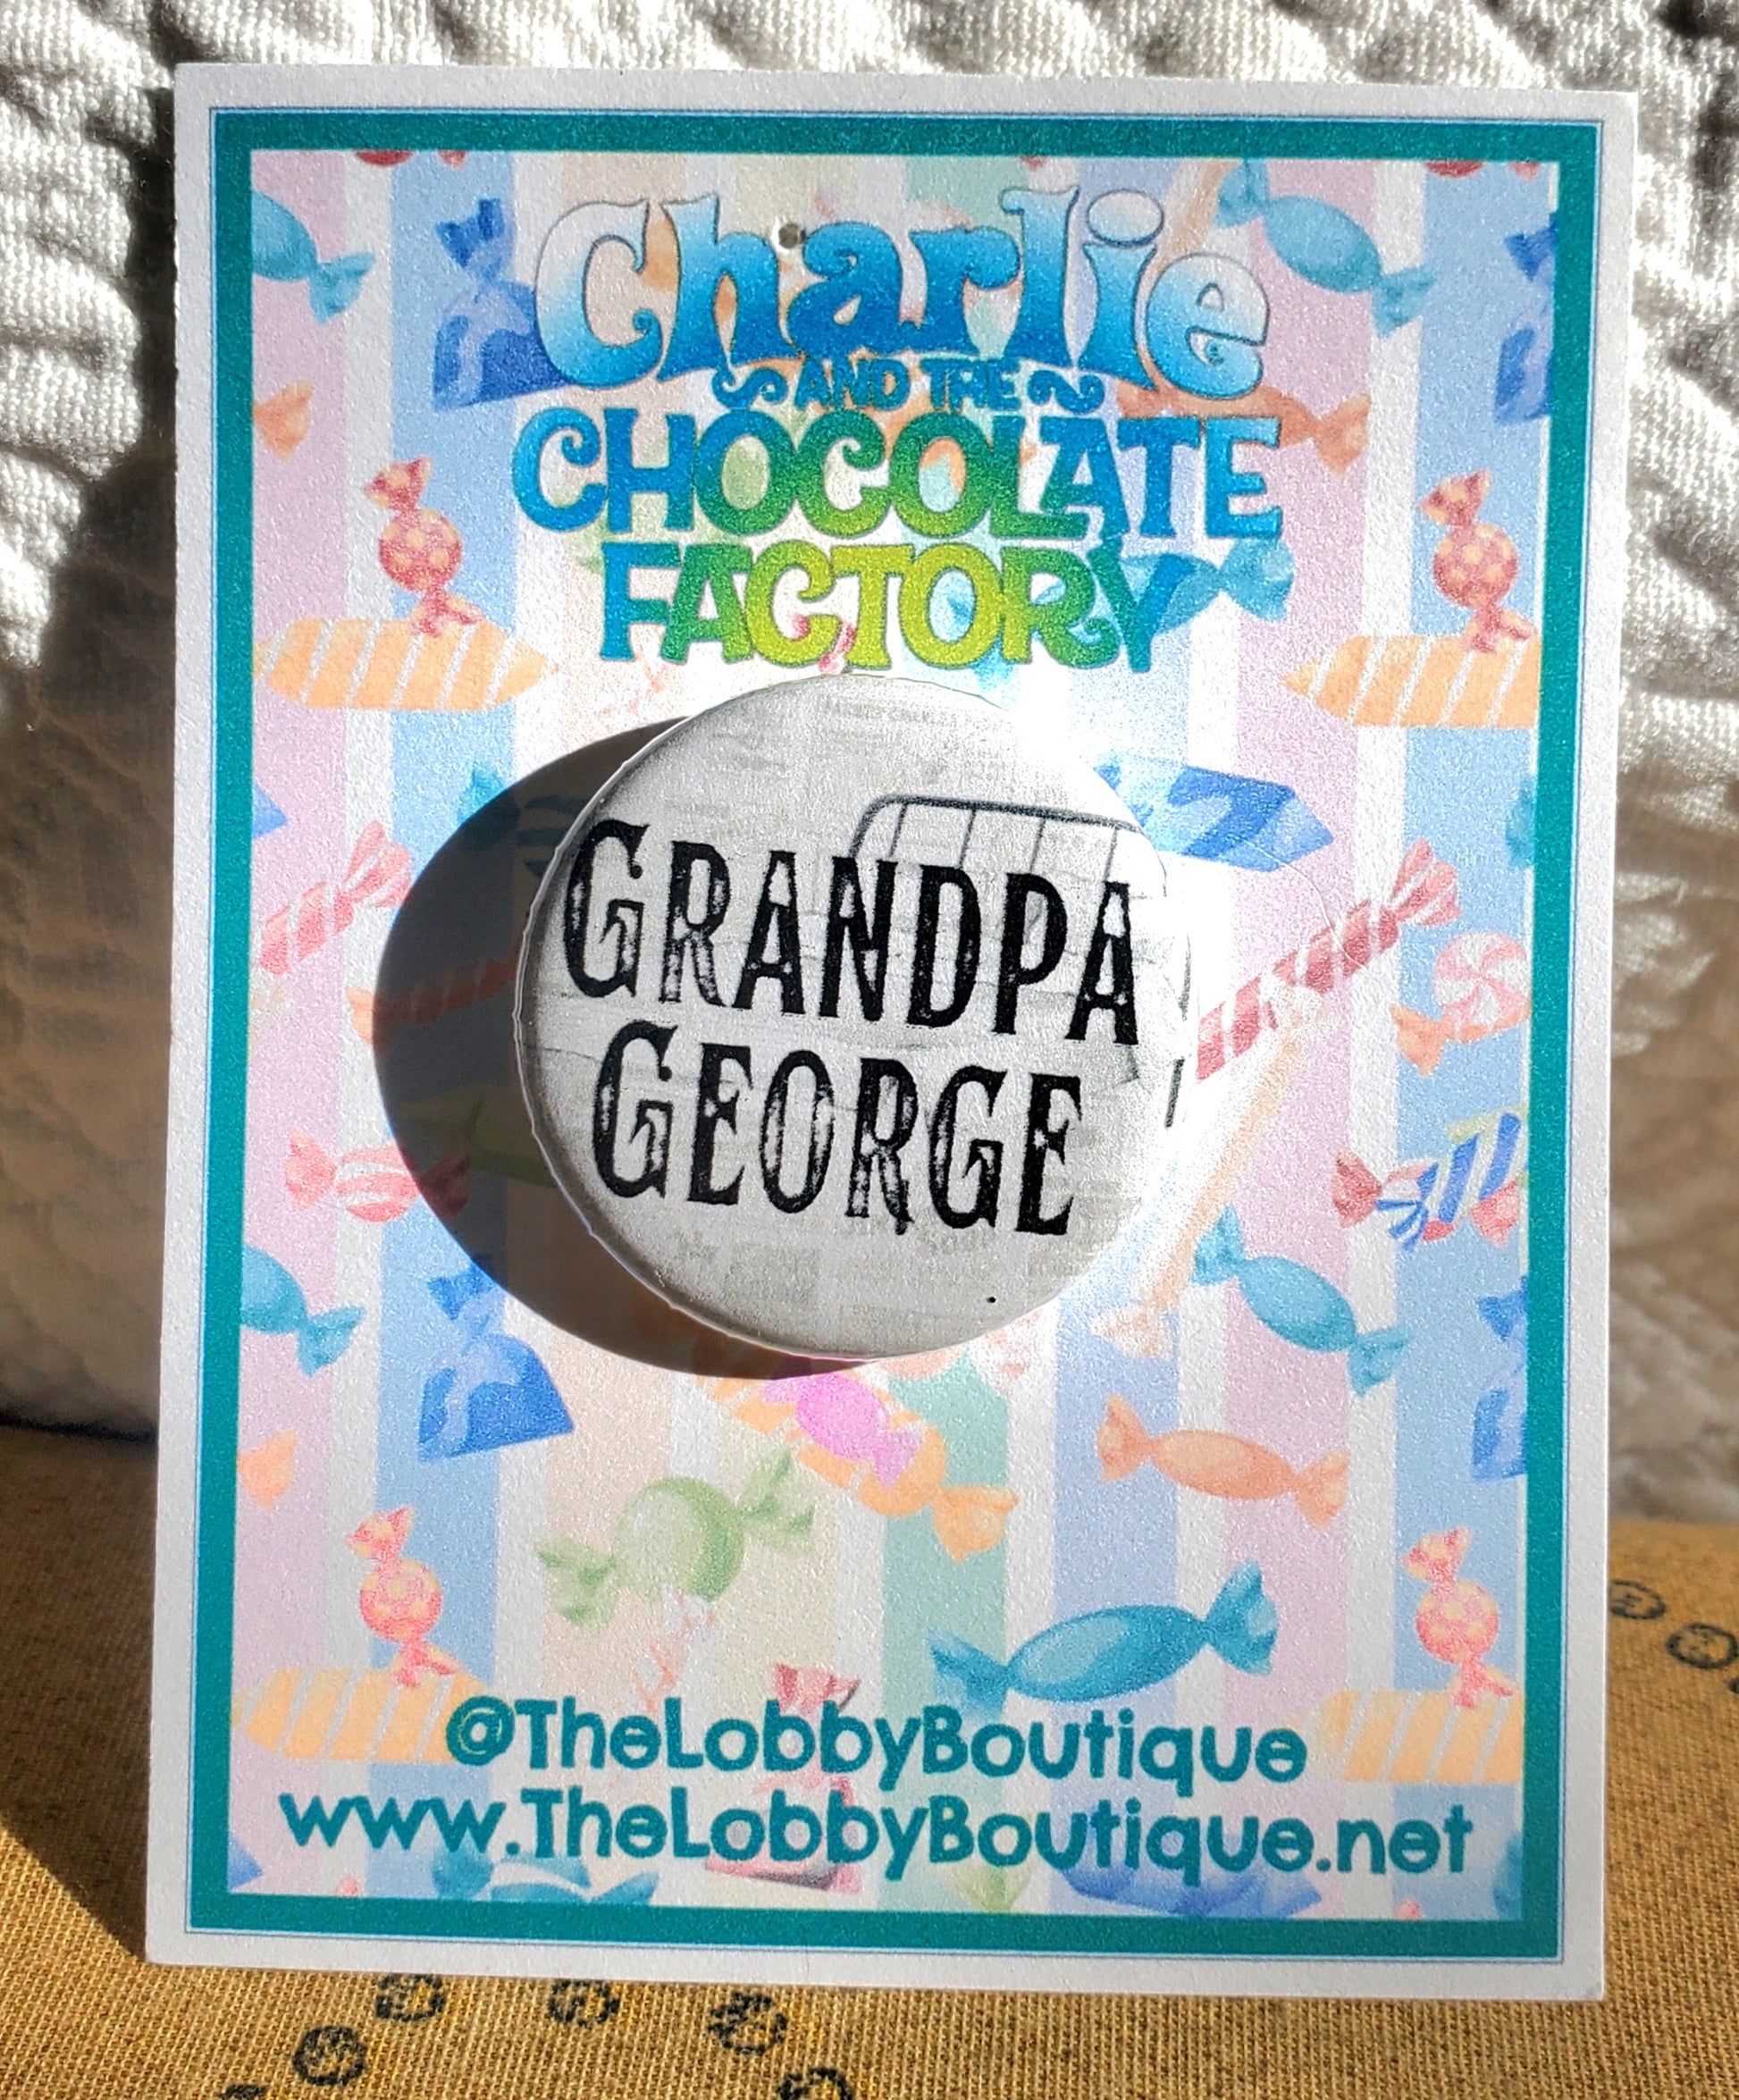 Charlie
AND THE
CHOCOLATE
FACTORY
GRANDPA
GEORGE
@TheLobbyBoutique
www.TheLobbyBoutique.net